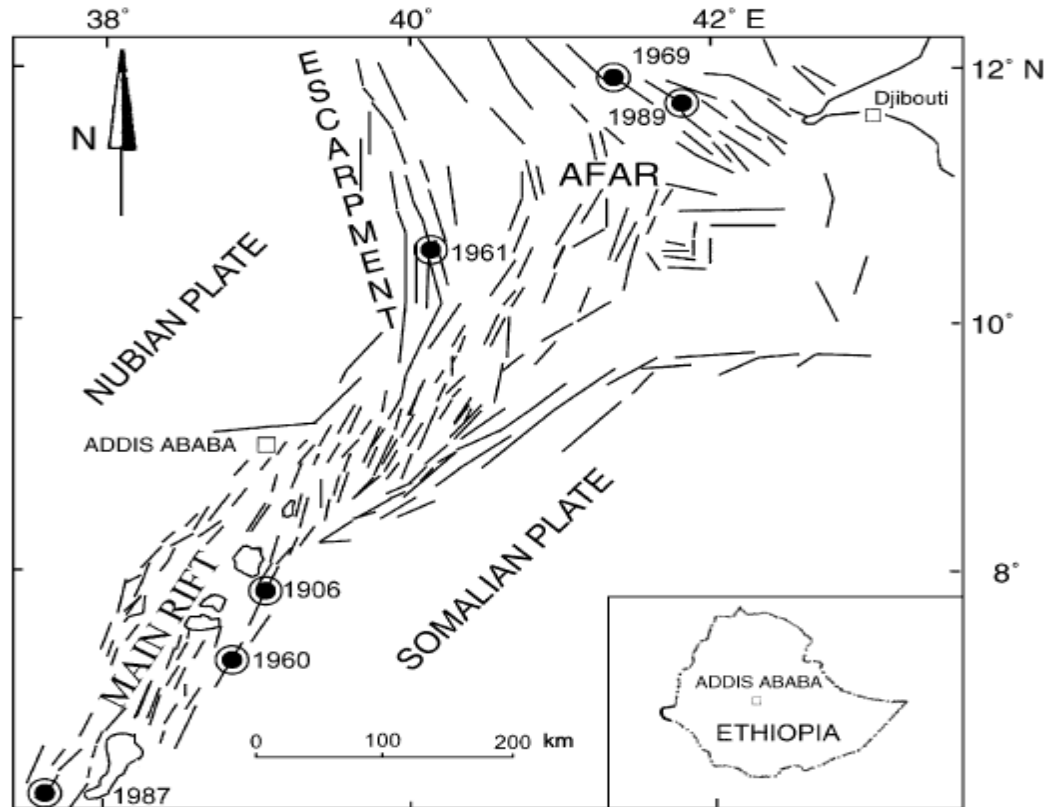 38°
40°
42° E
12° N
10°
8°
N
ESCARPMENT
1969
1989
Djibouti
AFAR
1961
NUBIAN PLATE
ADDIS ABABA
1906
1960
1987
MAIN RIFT
SOMALIAN PLATE
0 100 200 km
ADDIS ABABA
ETHIOPIA